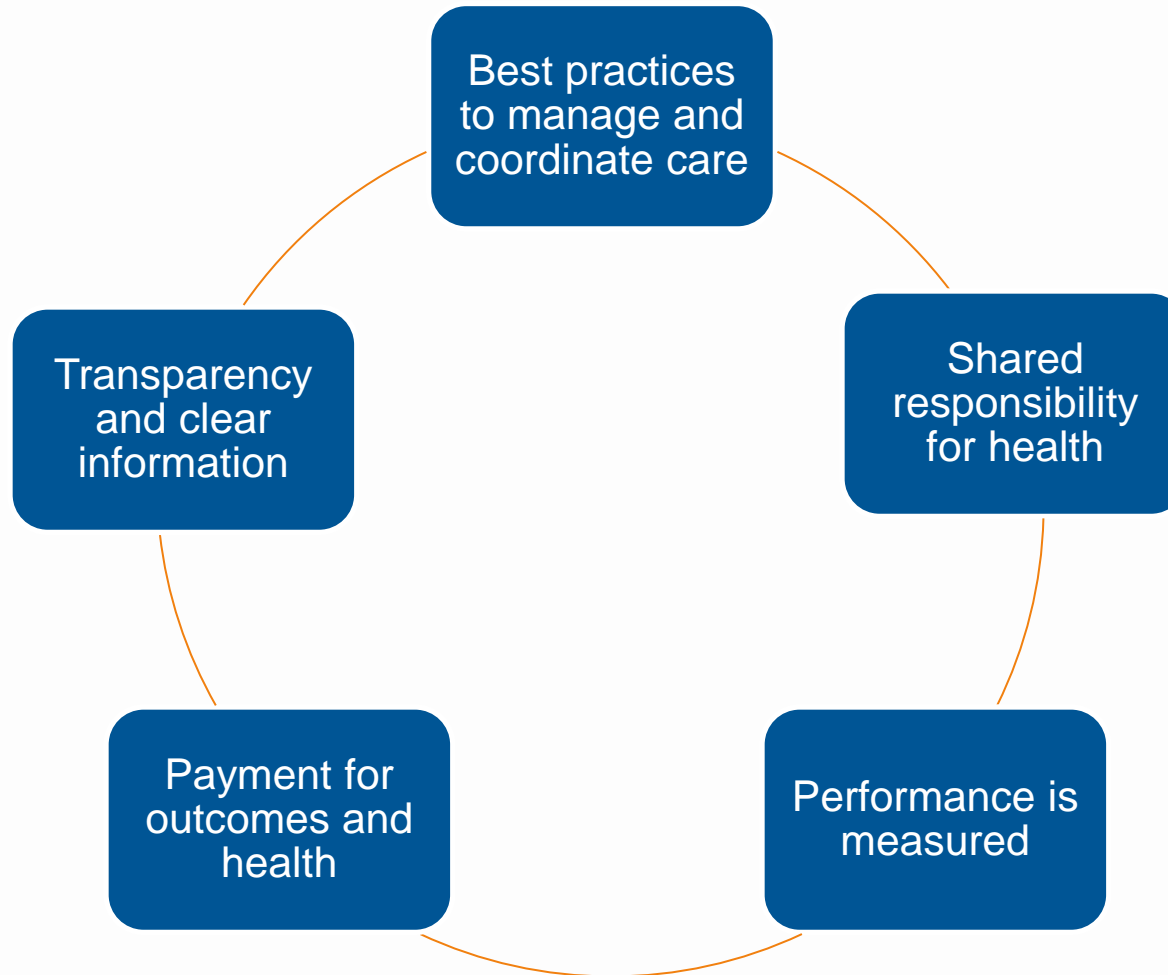 Best practices
to manage and
coordinate care
Shared
responsibility
for health
Performance is
measured
Payment for
outcomes and
health
Transparency
and clear
information